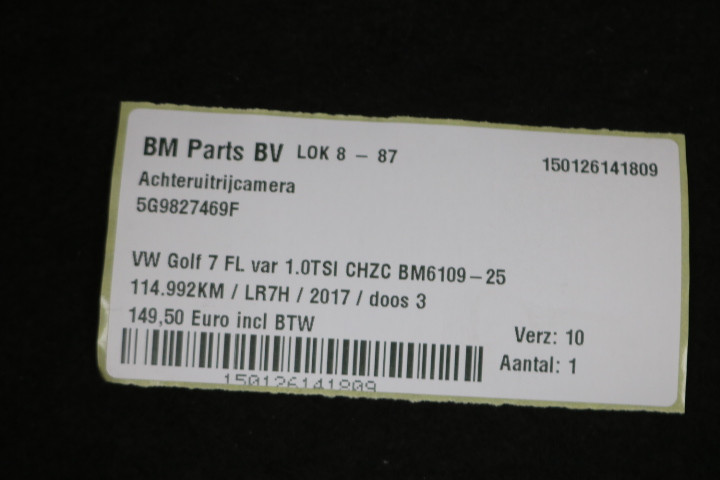 BM Parts BV LOK 8 - 87 150126141809
Achteruitrijcamera
5G9827469F
VW Golf 7 FL var 1.0TSI CHZC BM6109-25
114.992KM / LR7H / 2017 / doos 3
149,50 Euro incl BTW
Verz: 10
Aantal: 1
150126141809